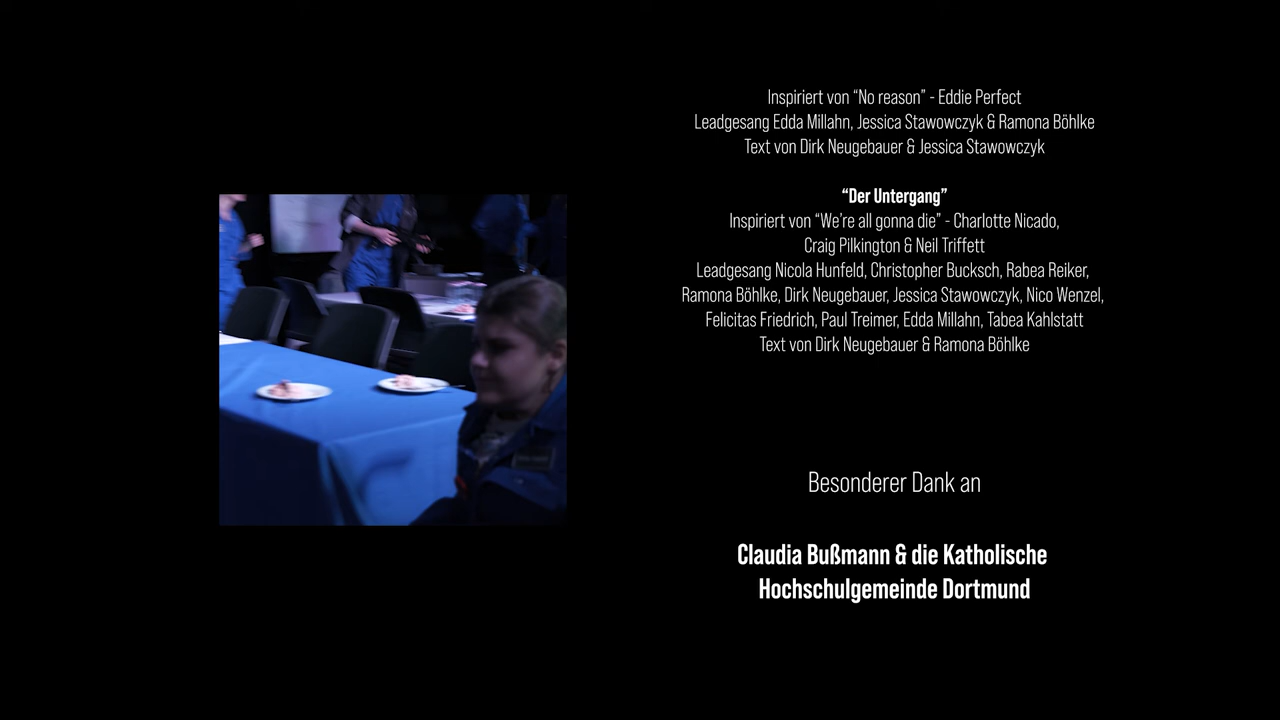 Inspiriert von “No reason” - Eddie Perfect
Leadgesang Edda Millahn, Jessica Stawowczyk & Ramona Böhlke
Text von Dirk Neugebauer & Jessica Stawowczyk
“Der Untergang”
Inspiriert von “We’re all gonna die” - Charlotte Nicado,
Craig Pilkington & Neil Triffett
Leadgesang Nicola Hunfeld, Christopher Bucksch, Rabea Reiker,
Ramona Böhlke, Dirk Neugebauer, Jessica Stawowczyk, Nico Wenzel,
Felicitas Friedrich, Paul Treimer, Edda Millahn, Tabea Kahlstatt
Text von Dirk Neugebauer & Ramona Böhlke
Besonderer Dank an
Claudia Bußmann & die Katholische
Hochschulgemeinde Dortmund